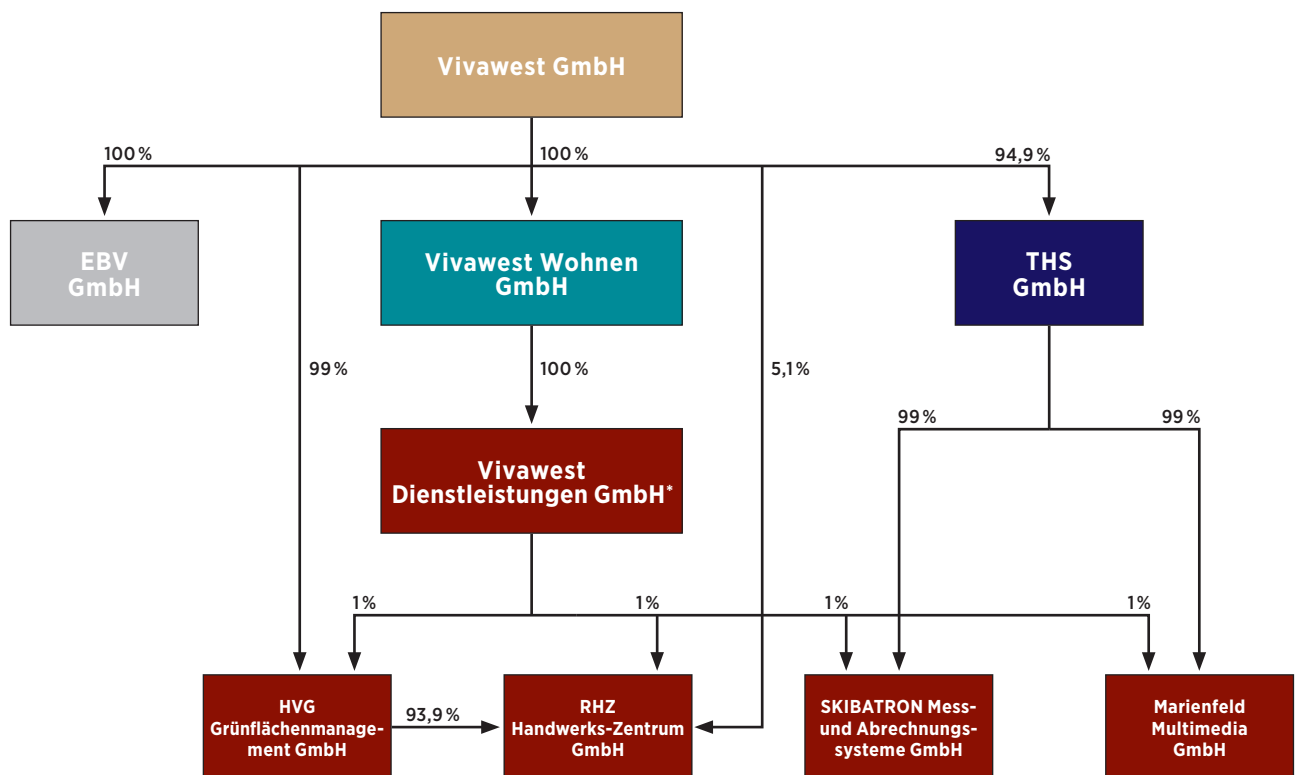 Vivawest GmbH
100 %
100 %
94,9 %
EBV
GmbH
Vivawest Wohnen
GmbH
THS
GmbH
99 %
100 %
5,1 %
99 %
99 %
Vivawest
Dienstleistungen GmbH*
1 %
1 %
1 %
1 %
HVG
Grünflächenmanage-
ment GmbH
93,9 %
RHZ
Handwerks-Zentrum
GmbH
SKIBATRON Mess-
und Abrechnungs-
systeme GmbH
Marienfeld
Multimedia
GmbH